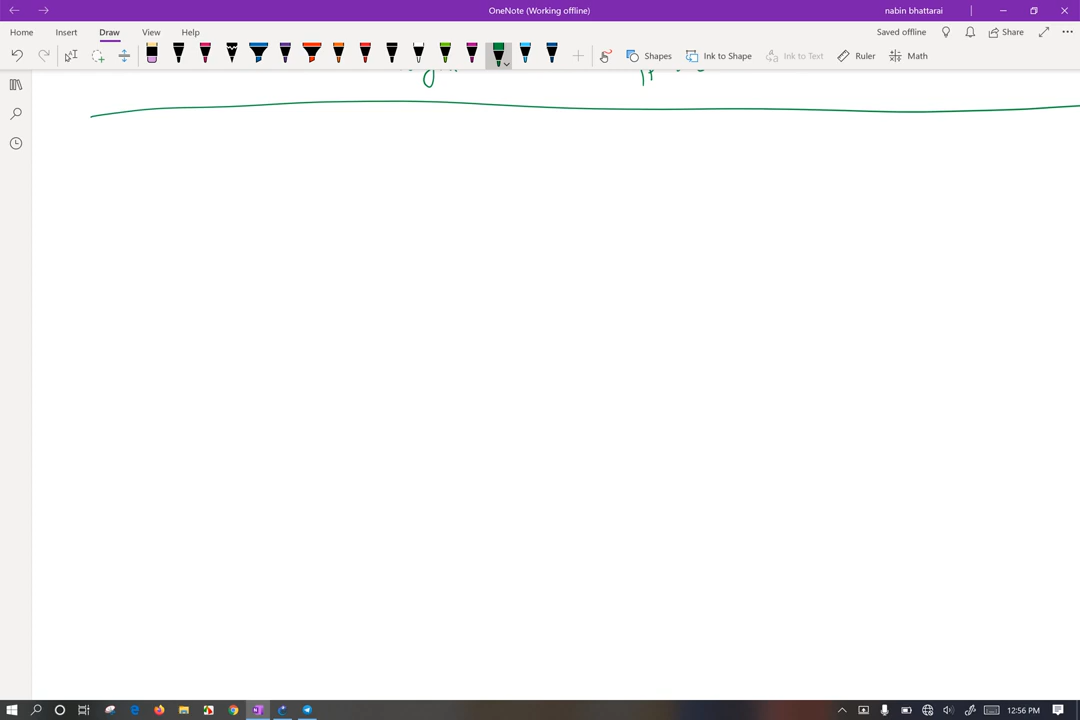 OneNote (Working offline)
nabin bhattarai
Home Insert Draw View Help
Saved offline
Share
Shapes
Ink to Shape
Ink to Text
Ruler
Math
12:56 PM